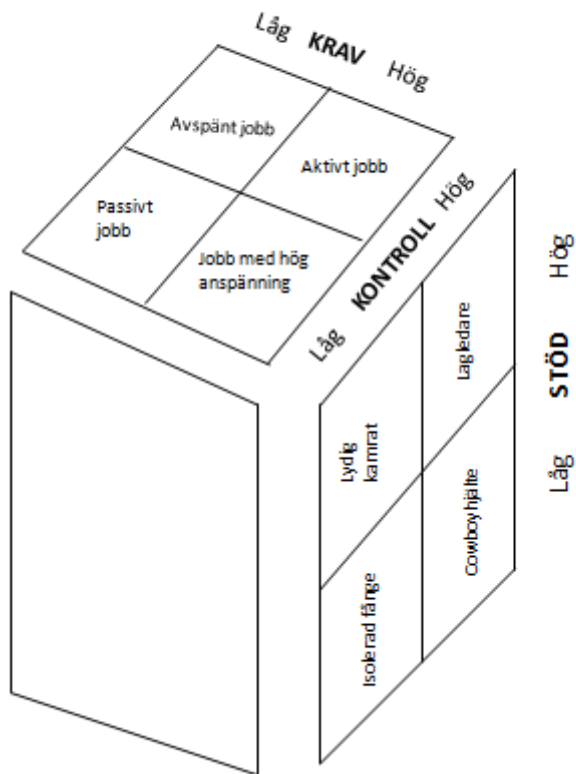 Låg KRAV Hög
Avspänt jobb
Aktivt jobb
Passivt
jobb
Jobb med hög
anspänning
Låg KONTROLL Hög
Låg STÖD Hög
Lydig
kamrat
Lagledare
Isolerad fånge
Cowboyhjälte